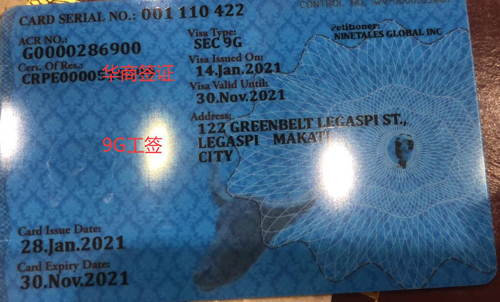 CARD SERIAL NO.: 001 110 422
ACR NO.:
G0000286900
Cert. Of Res.:
CRPE0000
华商签证
9G工签
Card Issue Date:
28.Jan.2021
Card Expiry Date:
30.Nov.2021
Visa Type:
SEC 9G
Visa Issued On:
14.Jan.2021
Visa Valid Until:
30.Nov.2021
Address:
122 GREENBELT LEGASPI ST.,
LEGASPI MAKATI
CITY
Petitioner:
NINETALES GLOBAL INC